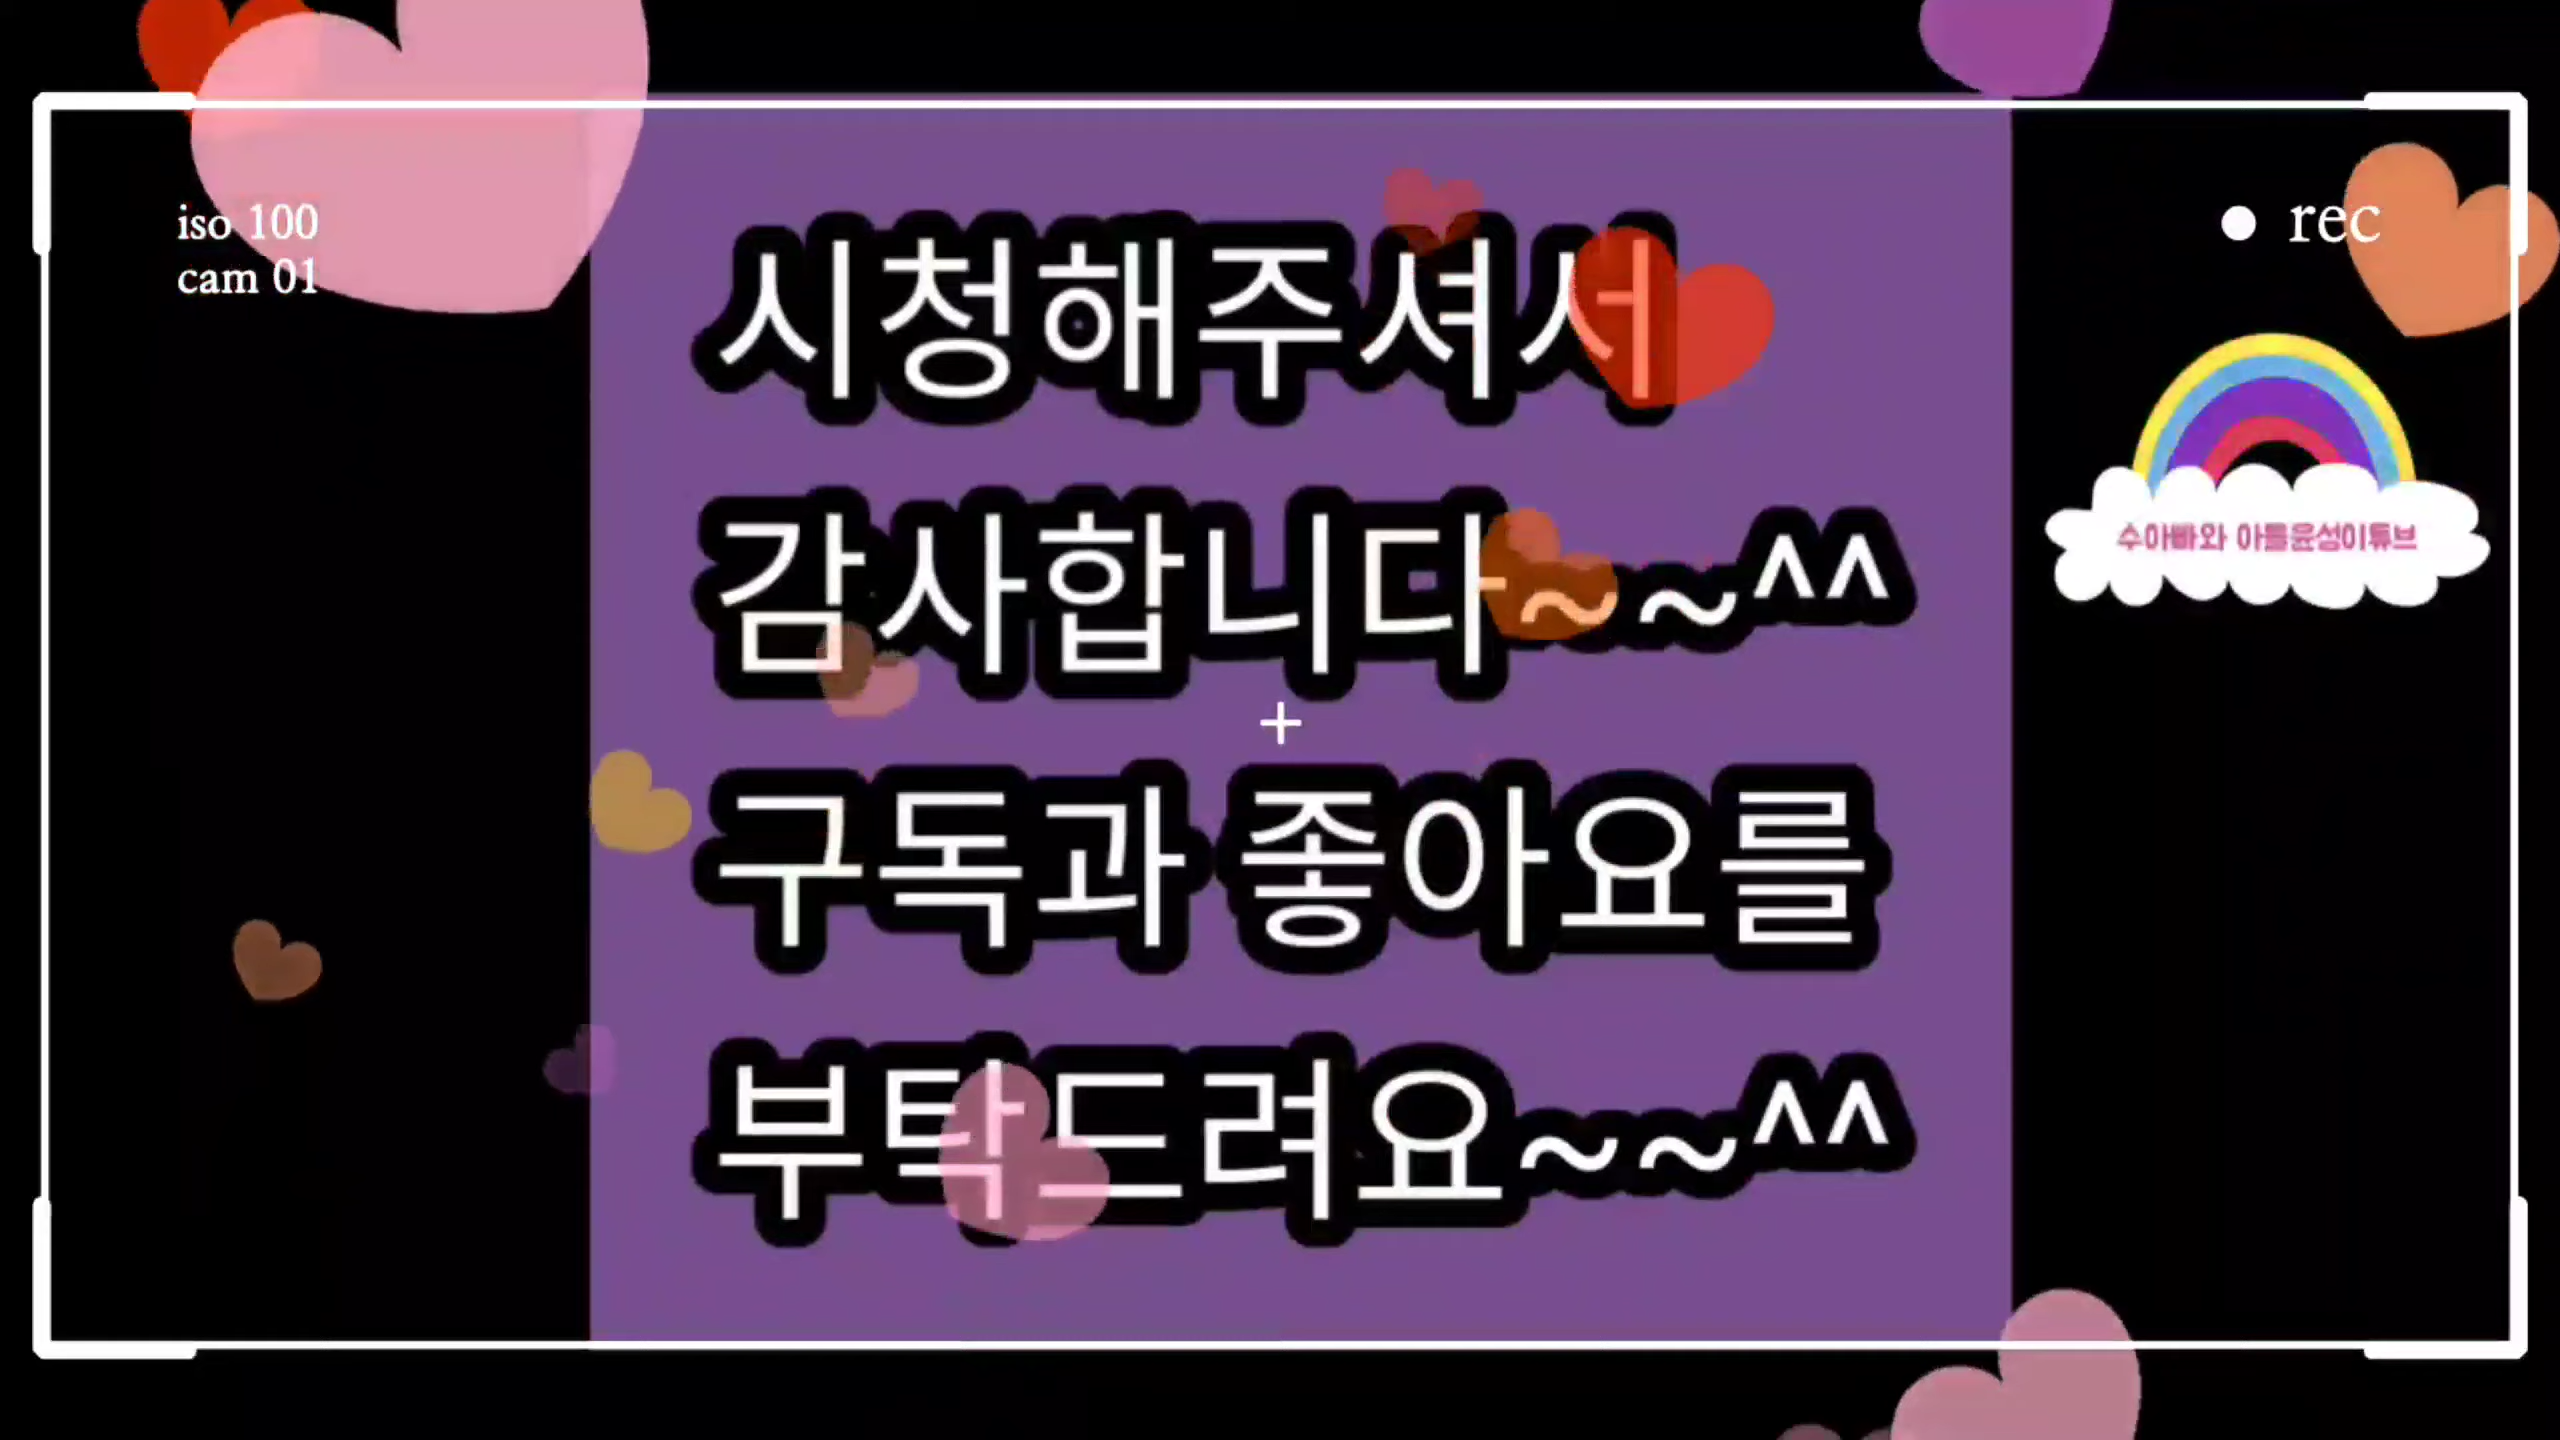 iso 100
cam 01
rec
시청해주셔서
감사합니다~~^^
구독과 좋아요를
부탁드려요~~^^
수아빠와 아들윤성이튜브